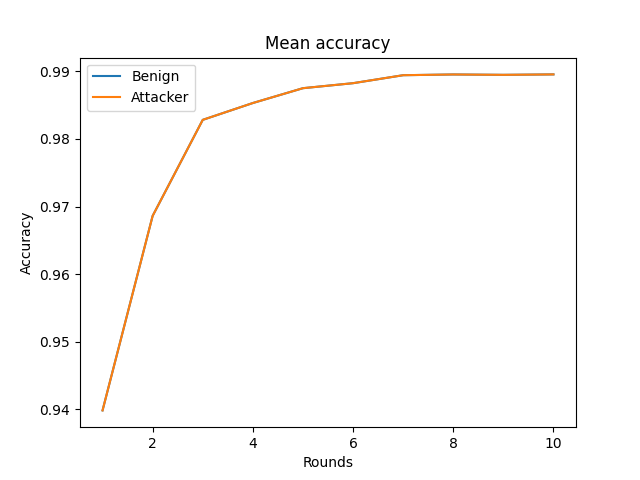 Mean accuracy
Benign
Attacker
0.99
0.98
0.97
0.96
0.95
0.94
Accuracy
2 4 6 8 10
Rounds